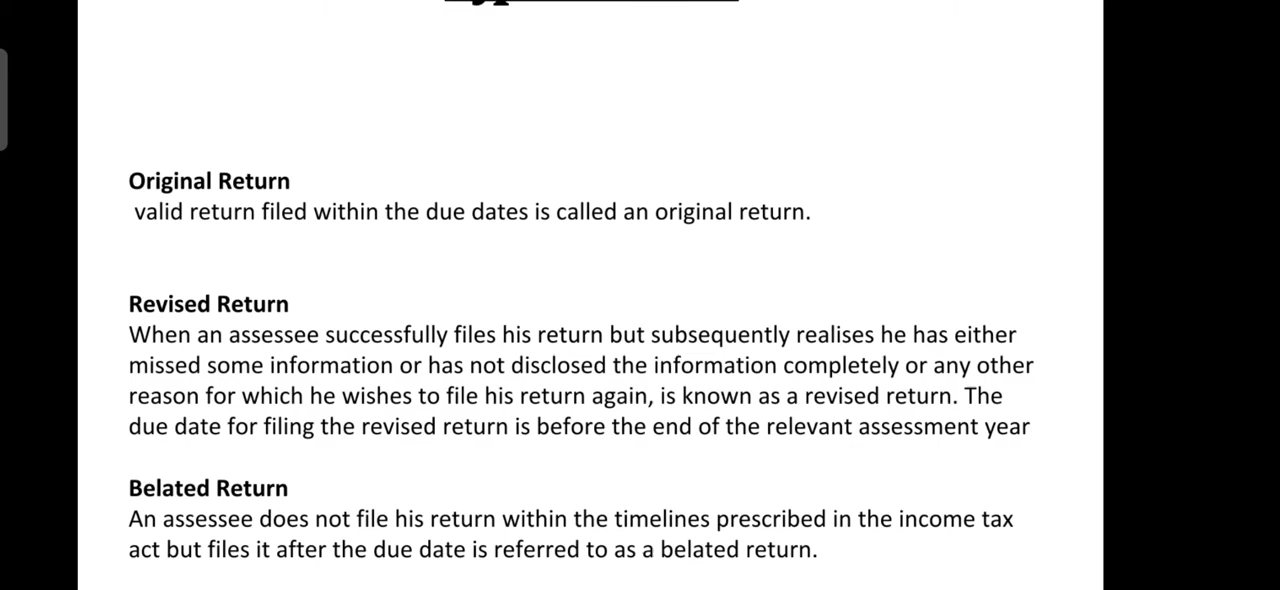 Original Return
valid return filed within the due dates is called an original return.
Revised Return
When an assessee successfully files his return but subsequently realises he has either
missed some information or has not disclosed the information completely or any other
reason for which he wishes to file his return again, is known as a revised return. The
due date for filing the revised return is before the end of the relevant assessment year
Belated Return
An assessee does not file his return within the timelines prescribed in the income tax
act but files it after the due date is referred to as a belated return.